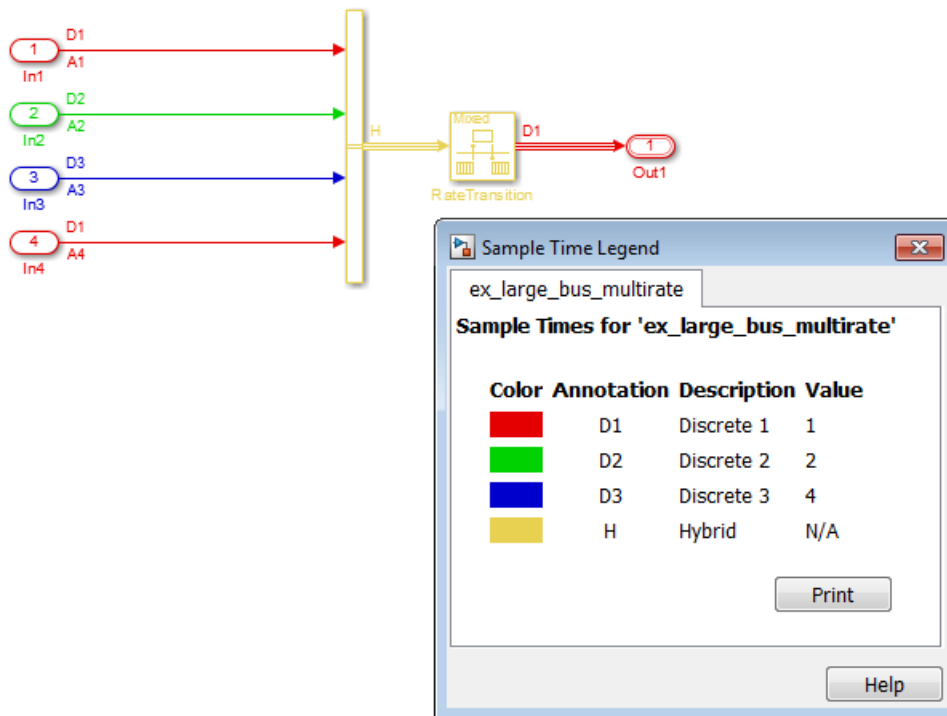 D1
1
A1
In1
D2
2
A2
In2
D3
3
A3
In3
D1
4
A4
In4
H
Mixed
RateTransition
D1
1
Out1
Sample Time Legend
ex_large_bus_multirate
Sample Times for 'ex_large_bus_multirate'
Color Annotation Description Value
D1 Discrete 1 1
D2 Discrete 2 2
D3 Discrete 3 4
H Hybrid N/A
Print
Help